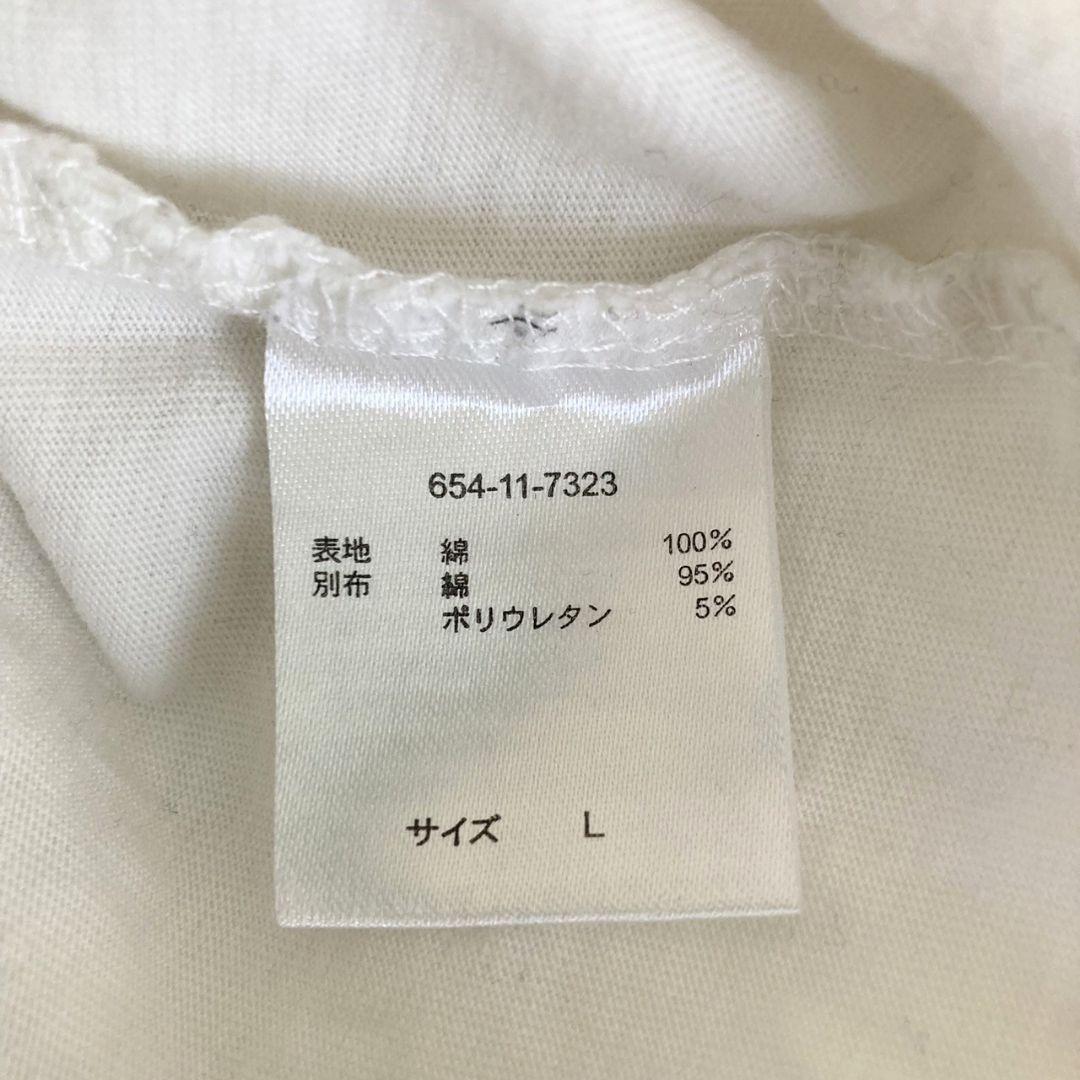 654-11-7323
表地 綿 100%
別布 綿 95%
ポリウレタン 5%
サイズ L